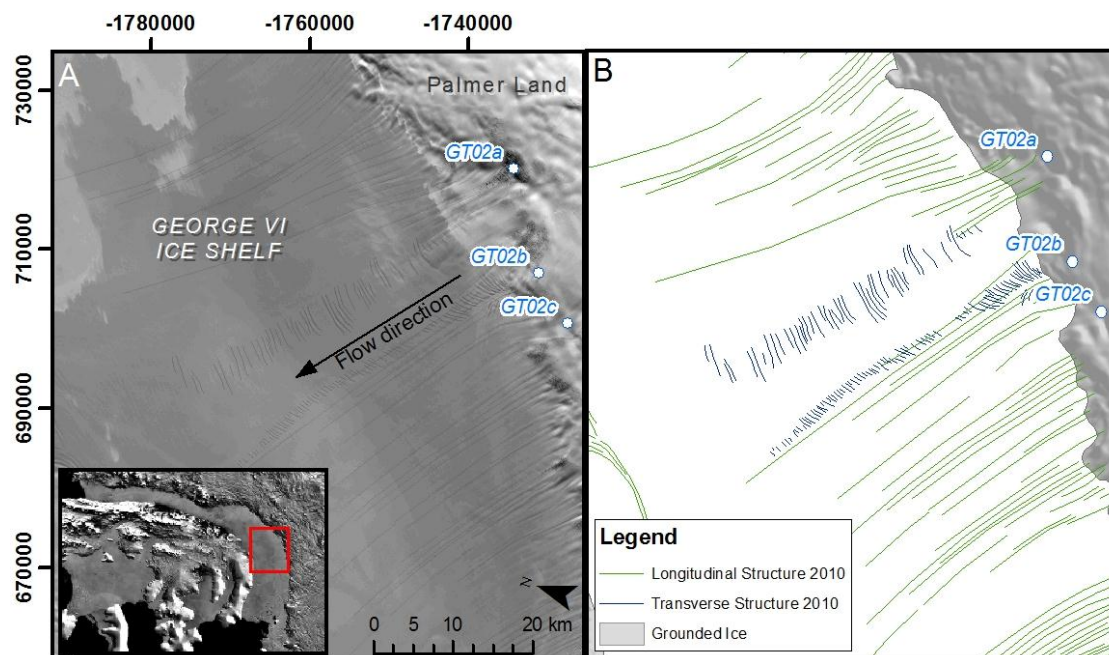 -1780000
-1760000
-1740000
A
Palmer Land
B
730000
GT02a
GT02a
GEORGE VI
ICE SHELF
710000
GT02b
GT02b
GT02c
GT02c
Flow direction
690000
Legend
Longitudinal Structure 2010
Transverse Structure 2010
Grounded Ice
670000
N
0 5 10 20 km